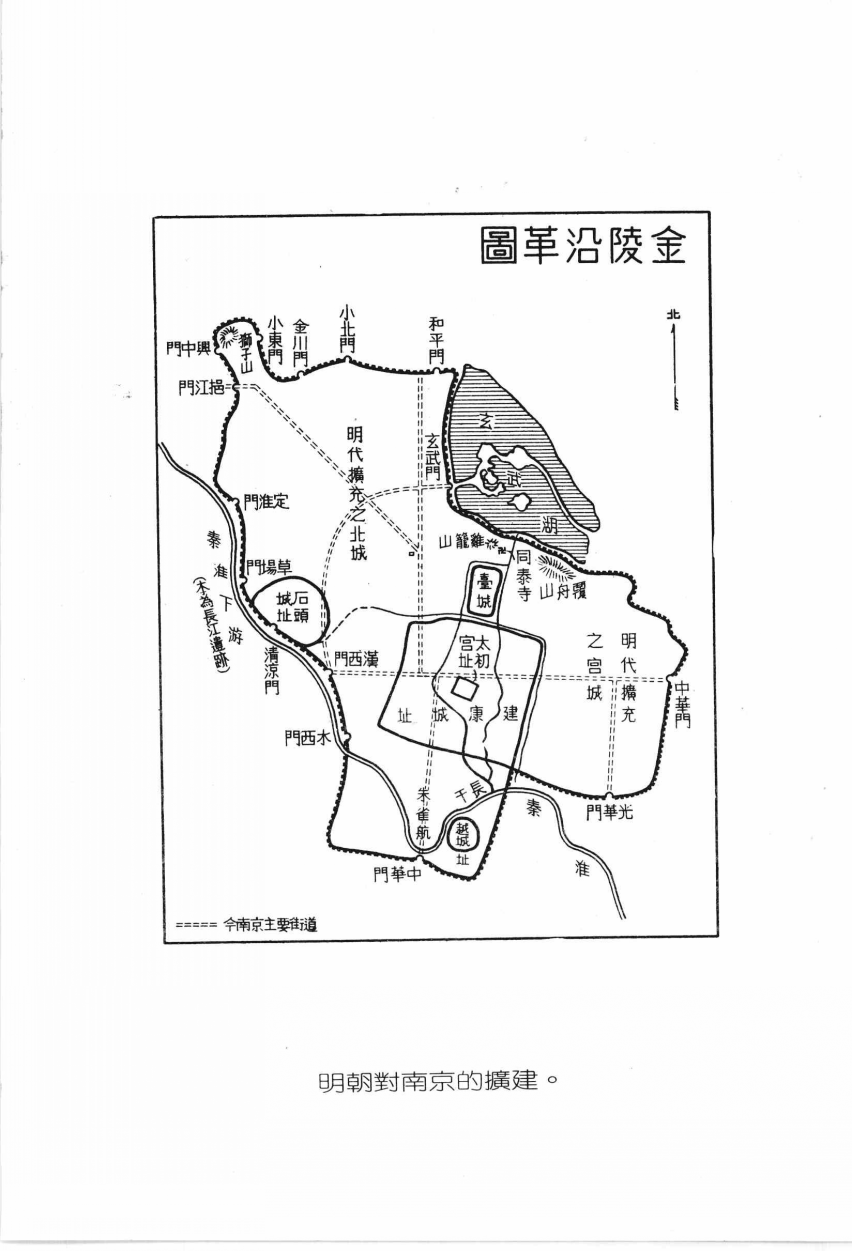 金陵沿革圖
北
和平門
小北門
金川門
小東門
獅子山
興中門
挹江門
玄武湖
玄武門
明代擴充之北城
定淮門
秦淮下游
(本為長江遺跡)
草場門
石頭城址
清涼門
漢西門
水西門
雞籠山
同泰寺
覆舟山
臺城
太初宮址
建康城址
明代擴充之宮城
中華門
光華門
長干
朱雀航
越城址
秦淮
中華門
===== 今南京主要街道
明朝對南京的擴建。